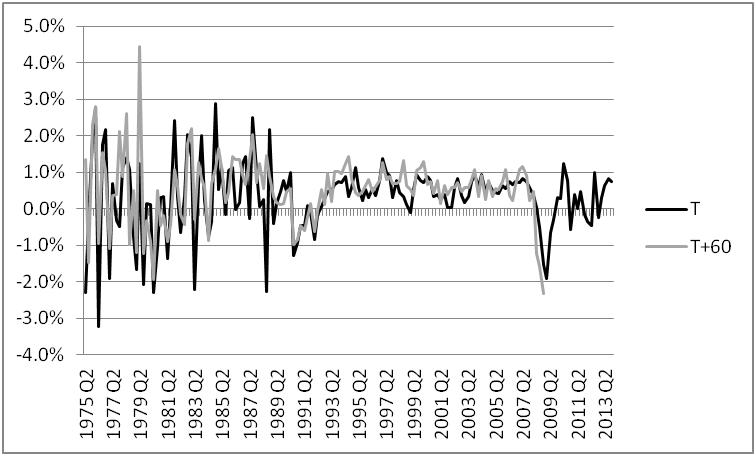 5.0%
4.0%
3.0%
2.0%
1.0%
0.0%
-1.0%
-2.0%
-3.0%
-4.0%
1975 Q2
1977 Q2
1979 Q2
1981 Q2
1983 Q2
1985 Q2
1987 Q2
1989 Q2
1991 Q2
1993 Q2
1995 Q2
1997 Q2
1999 Q2
2001 Q2
2003 Q2
2005 Q2
2007 Q2
2009 Q2
2011 Q2
2013 Q2
T
T+60